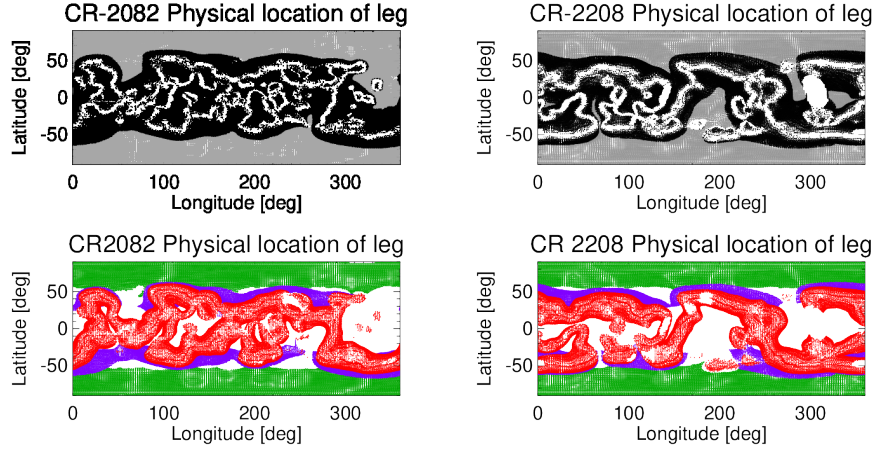 CR-2082 Physical location of leg
50
0
-50
Latitude [deg]
0
100
200
300
Longitude [deg]
CR-2208 Physical location of leg
50
0
-50
Latitude [deg]
0
100
200
300
Longitude [deg]
CR2082 Physical location of leg
50
0
-50
Latitude [deg]
0
100
200
300
Longitude [deg]
CR 2208 Physical location of leg
50
0
-50
Latitude [deg]
0
100
200
300
Longitude [deg]